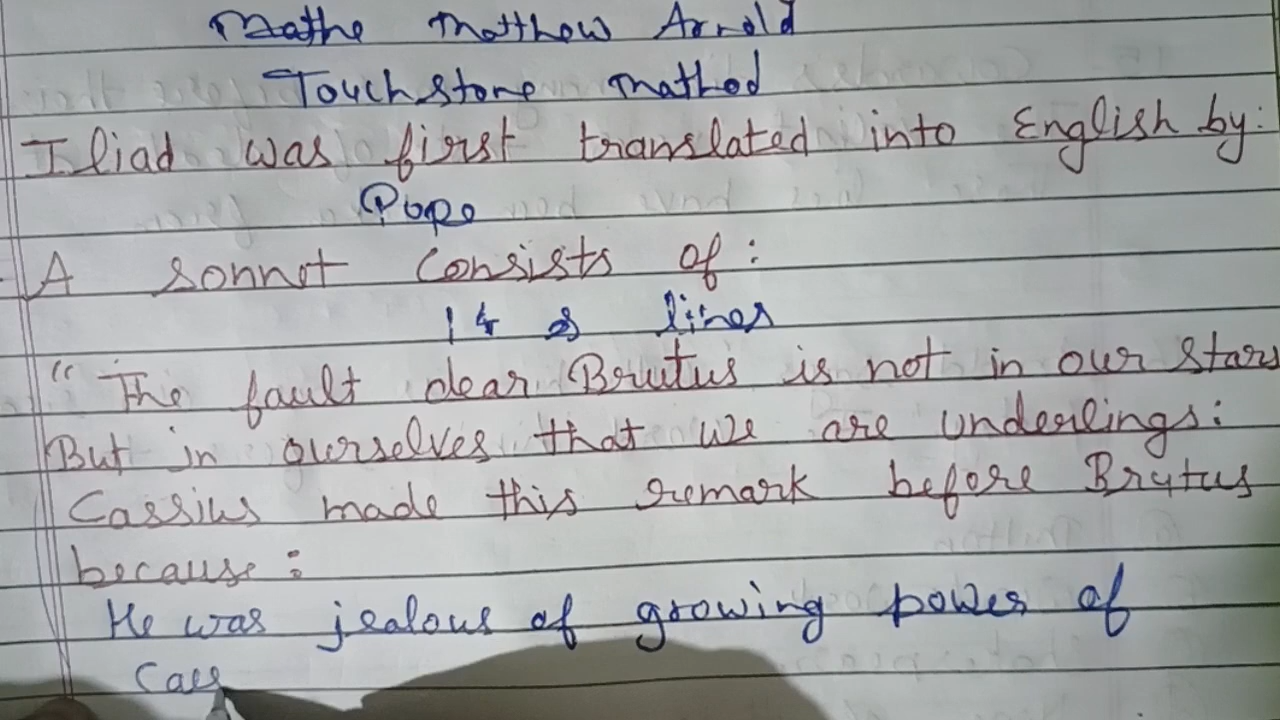 Mathe Matthew Arnold
Touchstone mathod
Iliad was first translated into English by:
Pope
A sonnet consists of:
14 lines
"The fault dear Brutus is not in our stars
But in ourselves that we are underlings:
Cassius made this remark before Brutus
because:
He was jealous of growing power of
Caes